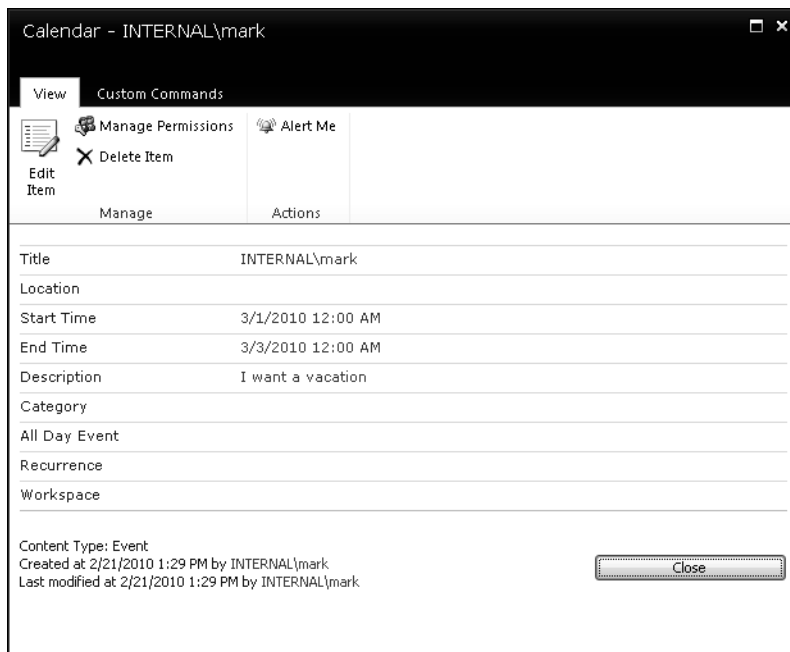 Calendar - INTERNAL\mark
View Custom Commands
Edit Item
Manage Permissions
Delete Item
Manage
Alert Me
Actions
Title INTERNAL\mark
Location
Start Time 3/1/2010 12:00 AM
End Time 3/3/2010 12:00 AM
Description I want a vacation
Category
All Day Event
Recurrence
Workspace
Content Type: Event
Created at 2/21/2010 1:29 PM by INTERNAL\mark
Last modified at 2/21/2010 1:29 PM by INTERNAL\mark
Close